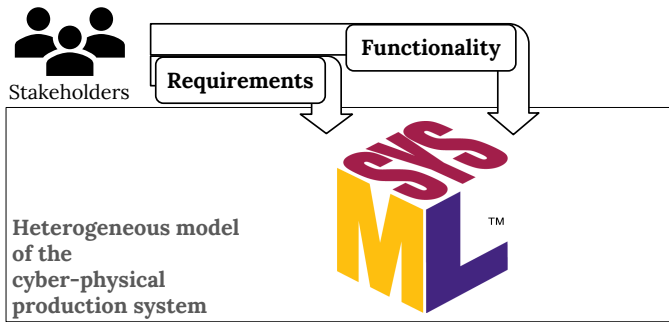 Functionality
Requirements
Stakeholders
SYS
ML
TM
Heterogeneous model
of the
cyber-physical
production system